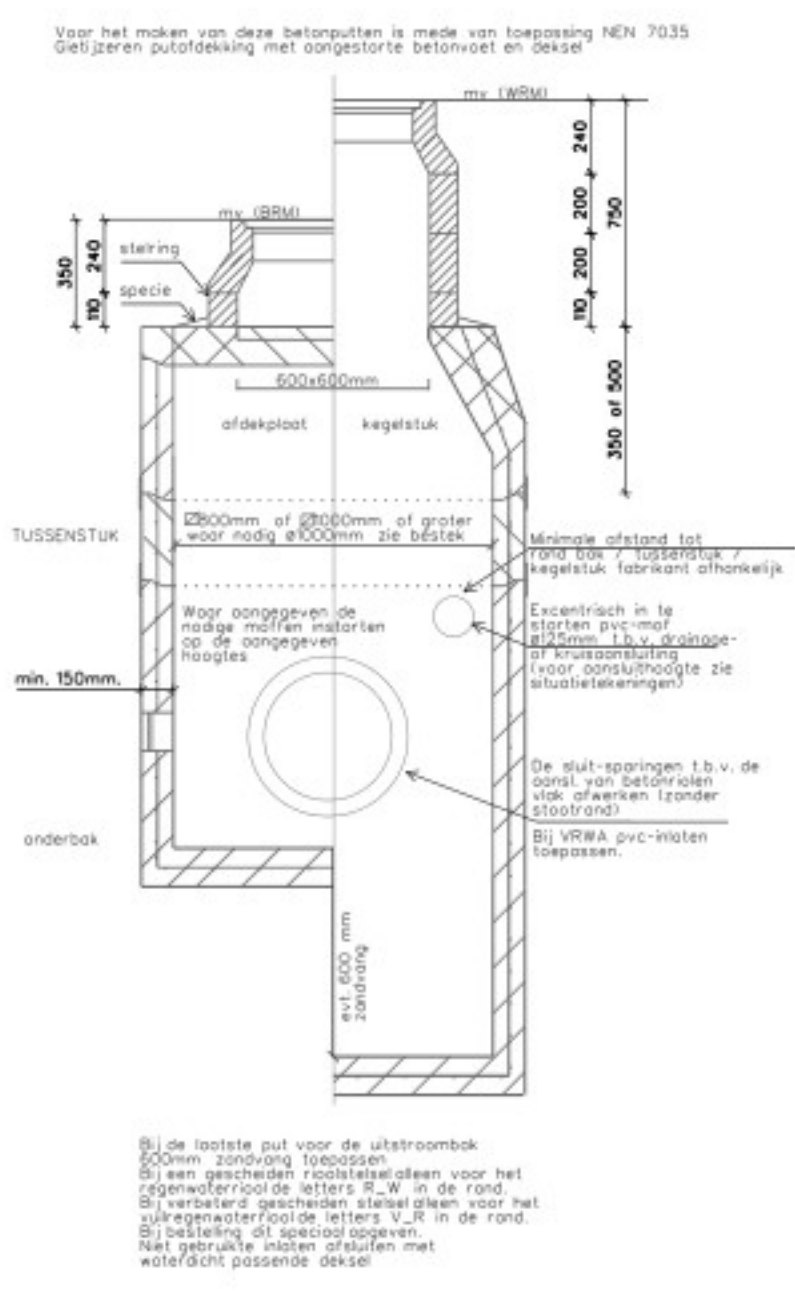 Voor het maken van deze betonputten is mede van toepassing NEN 7035
Gietijzeren putafdekking met aangestorte betonvoet en deksel
mv (WRM)
240
200
750
200
110
mv (BRM)
350
240
110
stelring
specie
600x600mm
afdekplaat
kegelstuk
350 of 500
TUSSENSTUK
800mm of 1000mm of groter
waar nodig ø1000mm zie bestek
Minimale afstand tot
rand bak / tussenstuk /
kegelstuk fabrikant afhankelijk
Waar aangegeven de
nodige moffen instorten
op de aangegeven
hoogtes
Excentrisch in te
storten pvc-mof
ø125mm t.b.v. drainage-
of kruisaansluiting
(voor aansluithoogte zie
situatietekeningen)
min. 150mm.
De sluit-sparingen t.b.v. de
aansl. van betonriolen
vlak afwerken (zonder
stootrand)
Bij VRWA pvc-inlaten
toepassen.
onderbak
evt. 600 mm
zandvang
Bij de laatste put voor de uitstroombak
600mm zandvang toepassen
Bij een gescheiden rioolstelsel alleen voor het
regenwaterriool de letters R_W in de rand.
Bij verbeterd gescheiden stelsel alleen voor het
vuilregenwaterriool de letters V_R in de rand.
Bij bestelling dit speciaal opgeven.
Niet gebruikte inlaten afsluiten met
waterdicht passende deksel